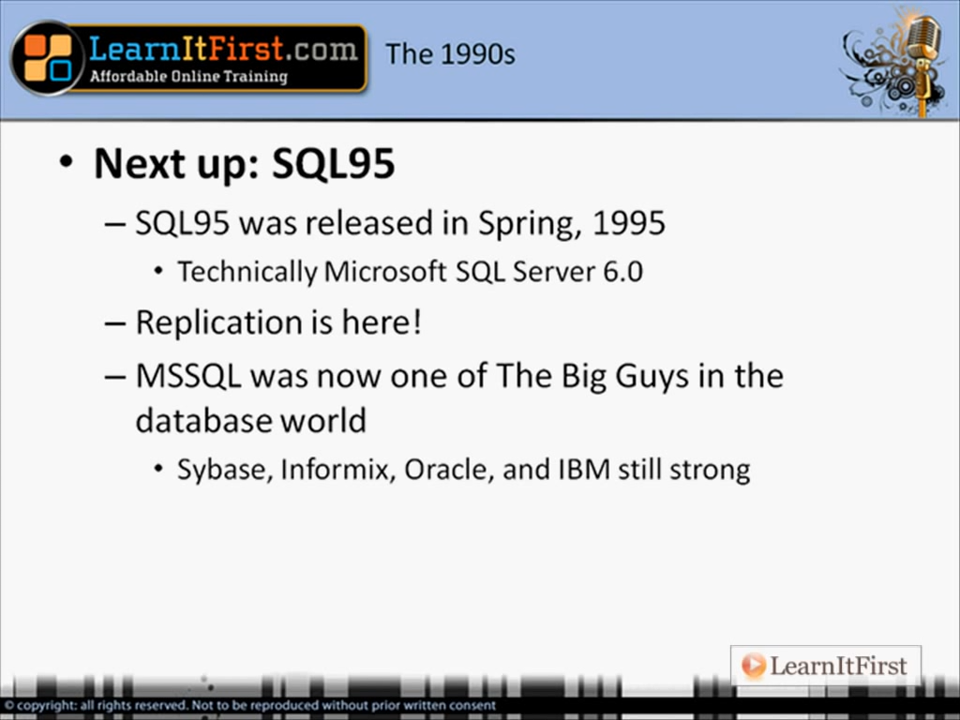 LearnItFirst.com
Affordable Online Training
The 1990s
• Next up: SQL95
– SQL95 was released in Spring, 1995
• Technically Microsoft SQL Server 6.0
– Replication is here!
– MSSQL was now one of The Big Guys in the
database world
• Sybase, Informix, Oracle, and IBM still strong
LearnItFirst
© copyright: all rights reserved. Not to be reproduced without prior written consent